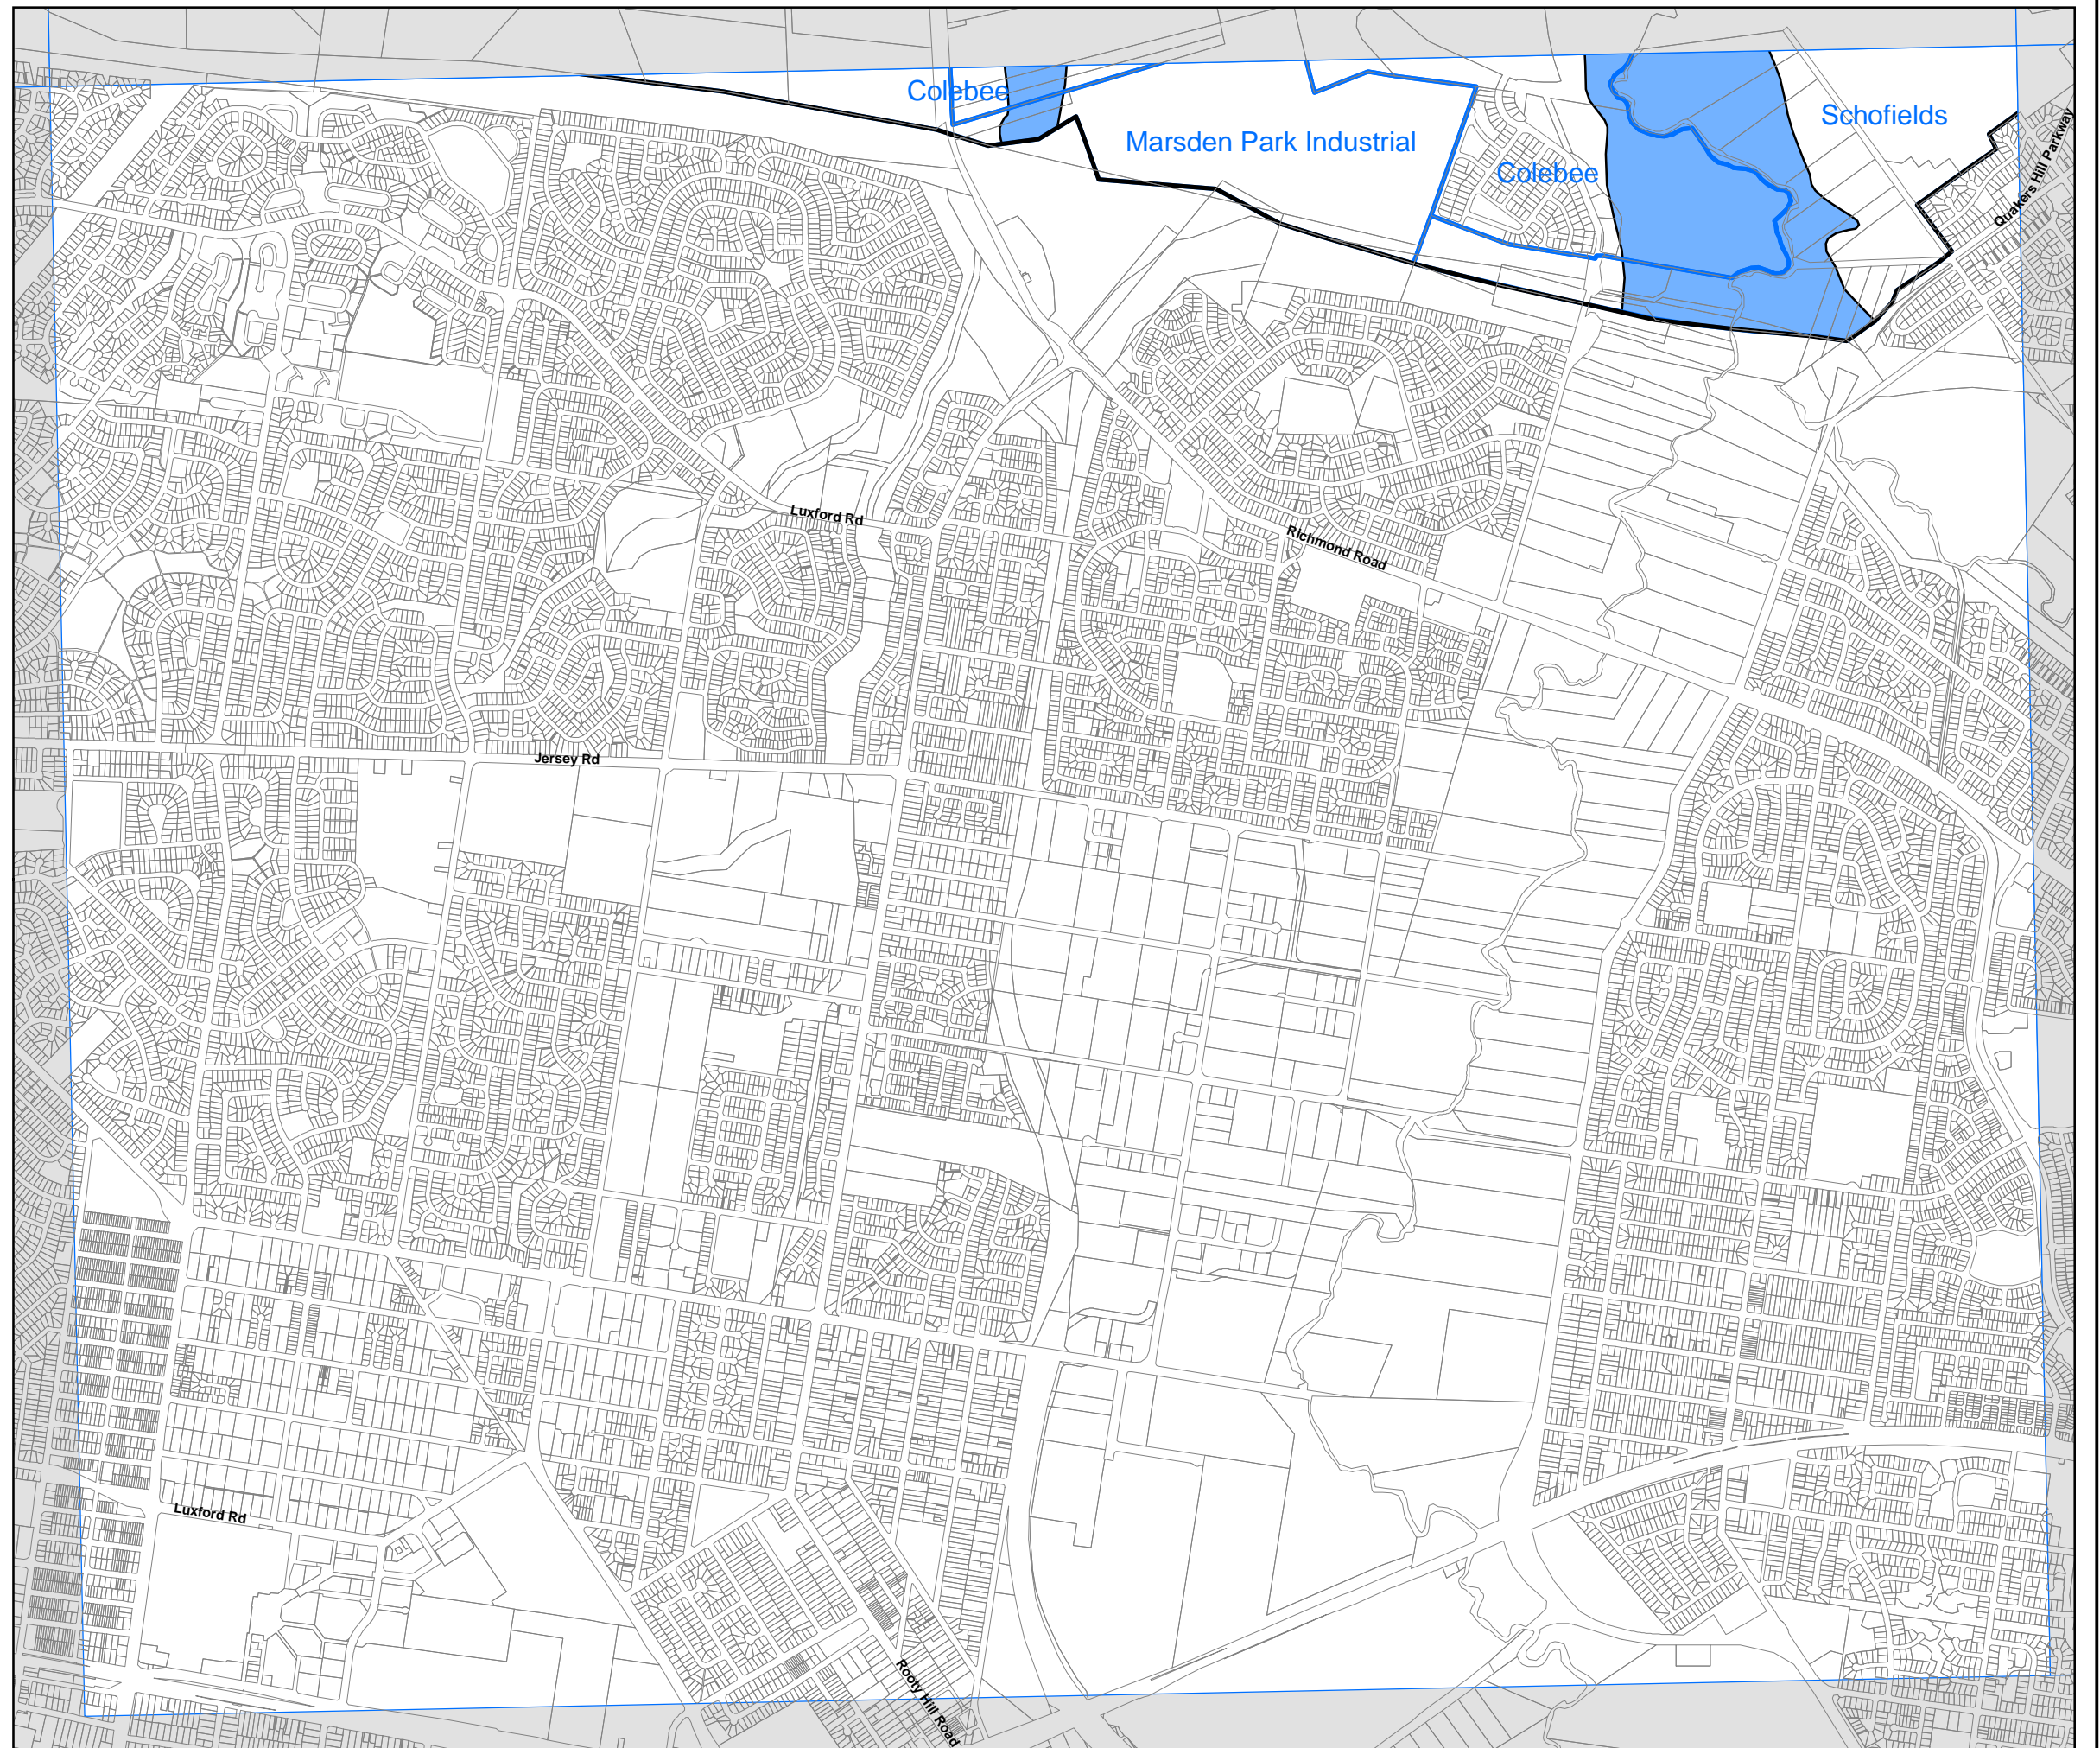 Colebee
Schofields
Marsden Park Industrial
Colebee
Quakers Hill Parkway
Luxford Rd
Richmond Road
Jersey Rd
Luxford Rd
Rooty Hill Road